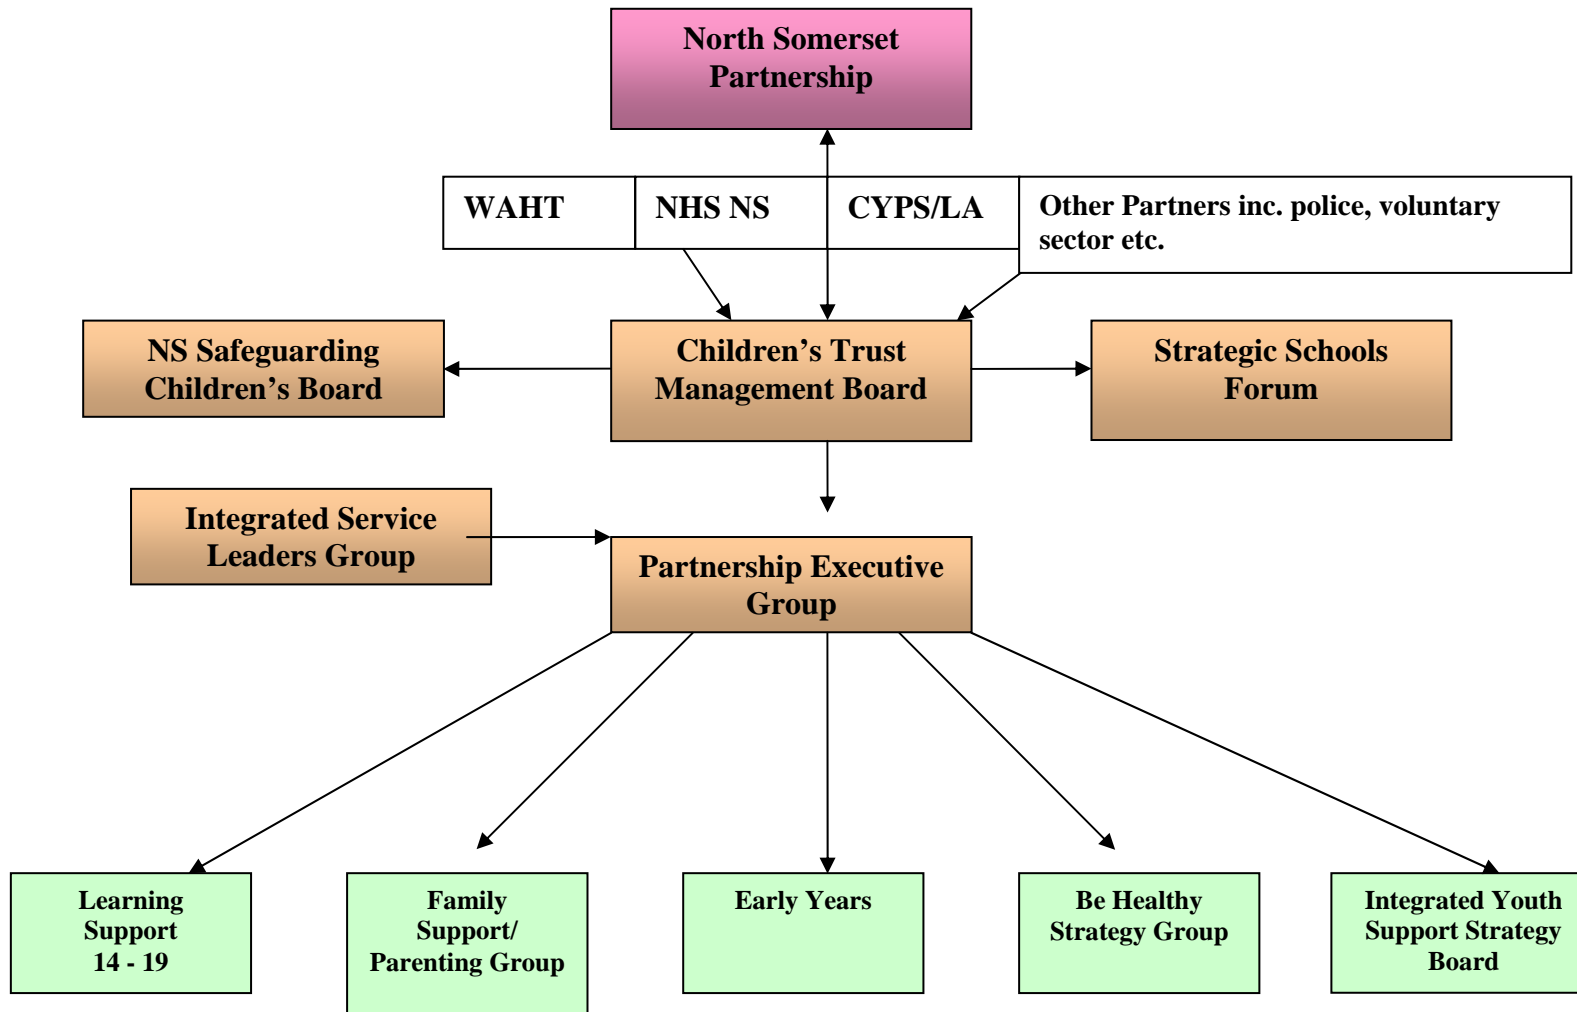 North Somerset
Partnership
WAHT
NHS NS
CYPS/LA
Other Partners inc. police, voluntary
sector etc.
NS Safeguarding
Children’s Board
Children’s Trust
Management Board
Strategic Schools
Forum
Integrated Service
Leaders Group
Partnership Executive
Group
Learning
Support
14 - 19
Family
Support/
Parenting Group
Early Years
Be Healthy
Strategy Group
Integrated Youth
Support Strategy
Board